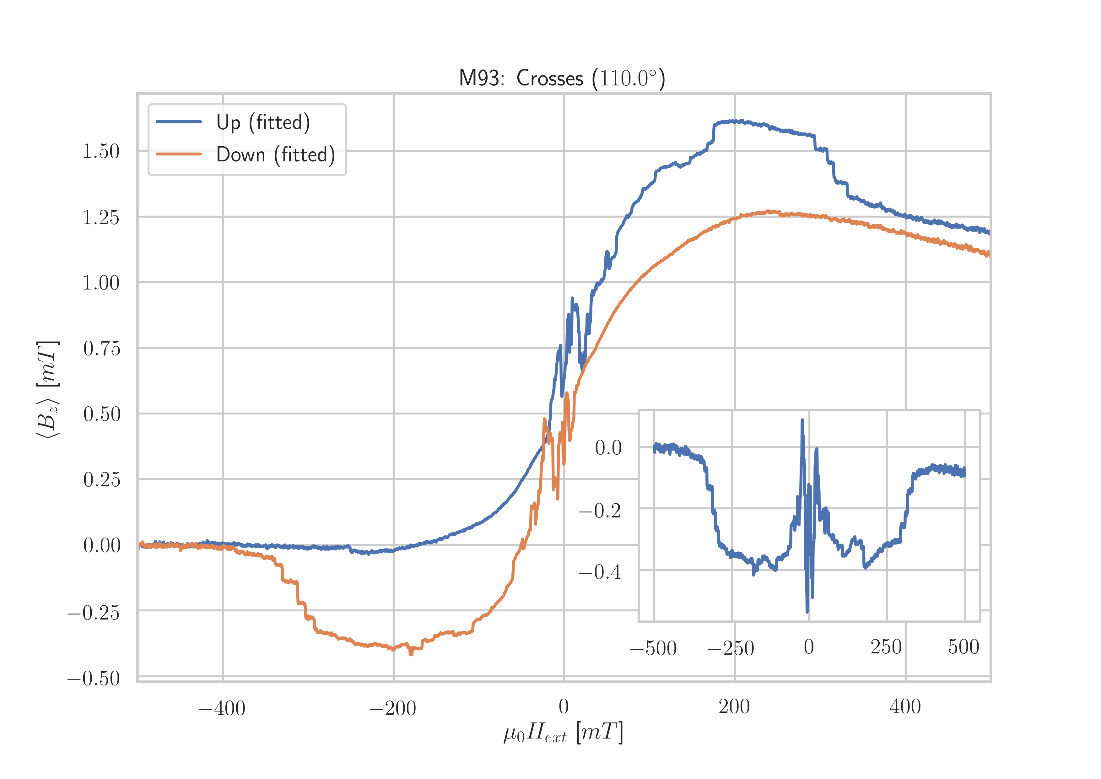 M93: Crosses (110.0°)
Up (fitted)
Down (fitted)
1.50
1.25
1.00
0.75
0.50
0.25
0.00
−0.25
−0.50
⟨B_z⟩ [mT]
0.0
−0.2
−0.4
−500 −250 0 250 500
−400 −200 0 200 400
μ₀H_ext [mT]